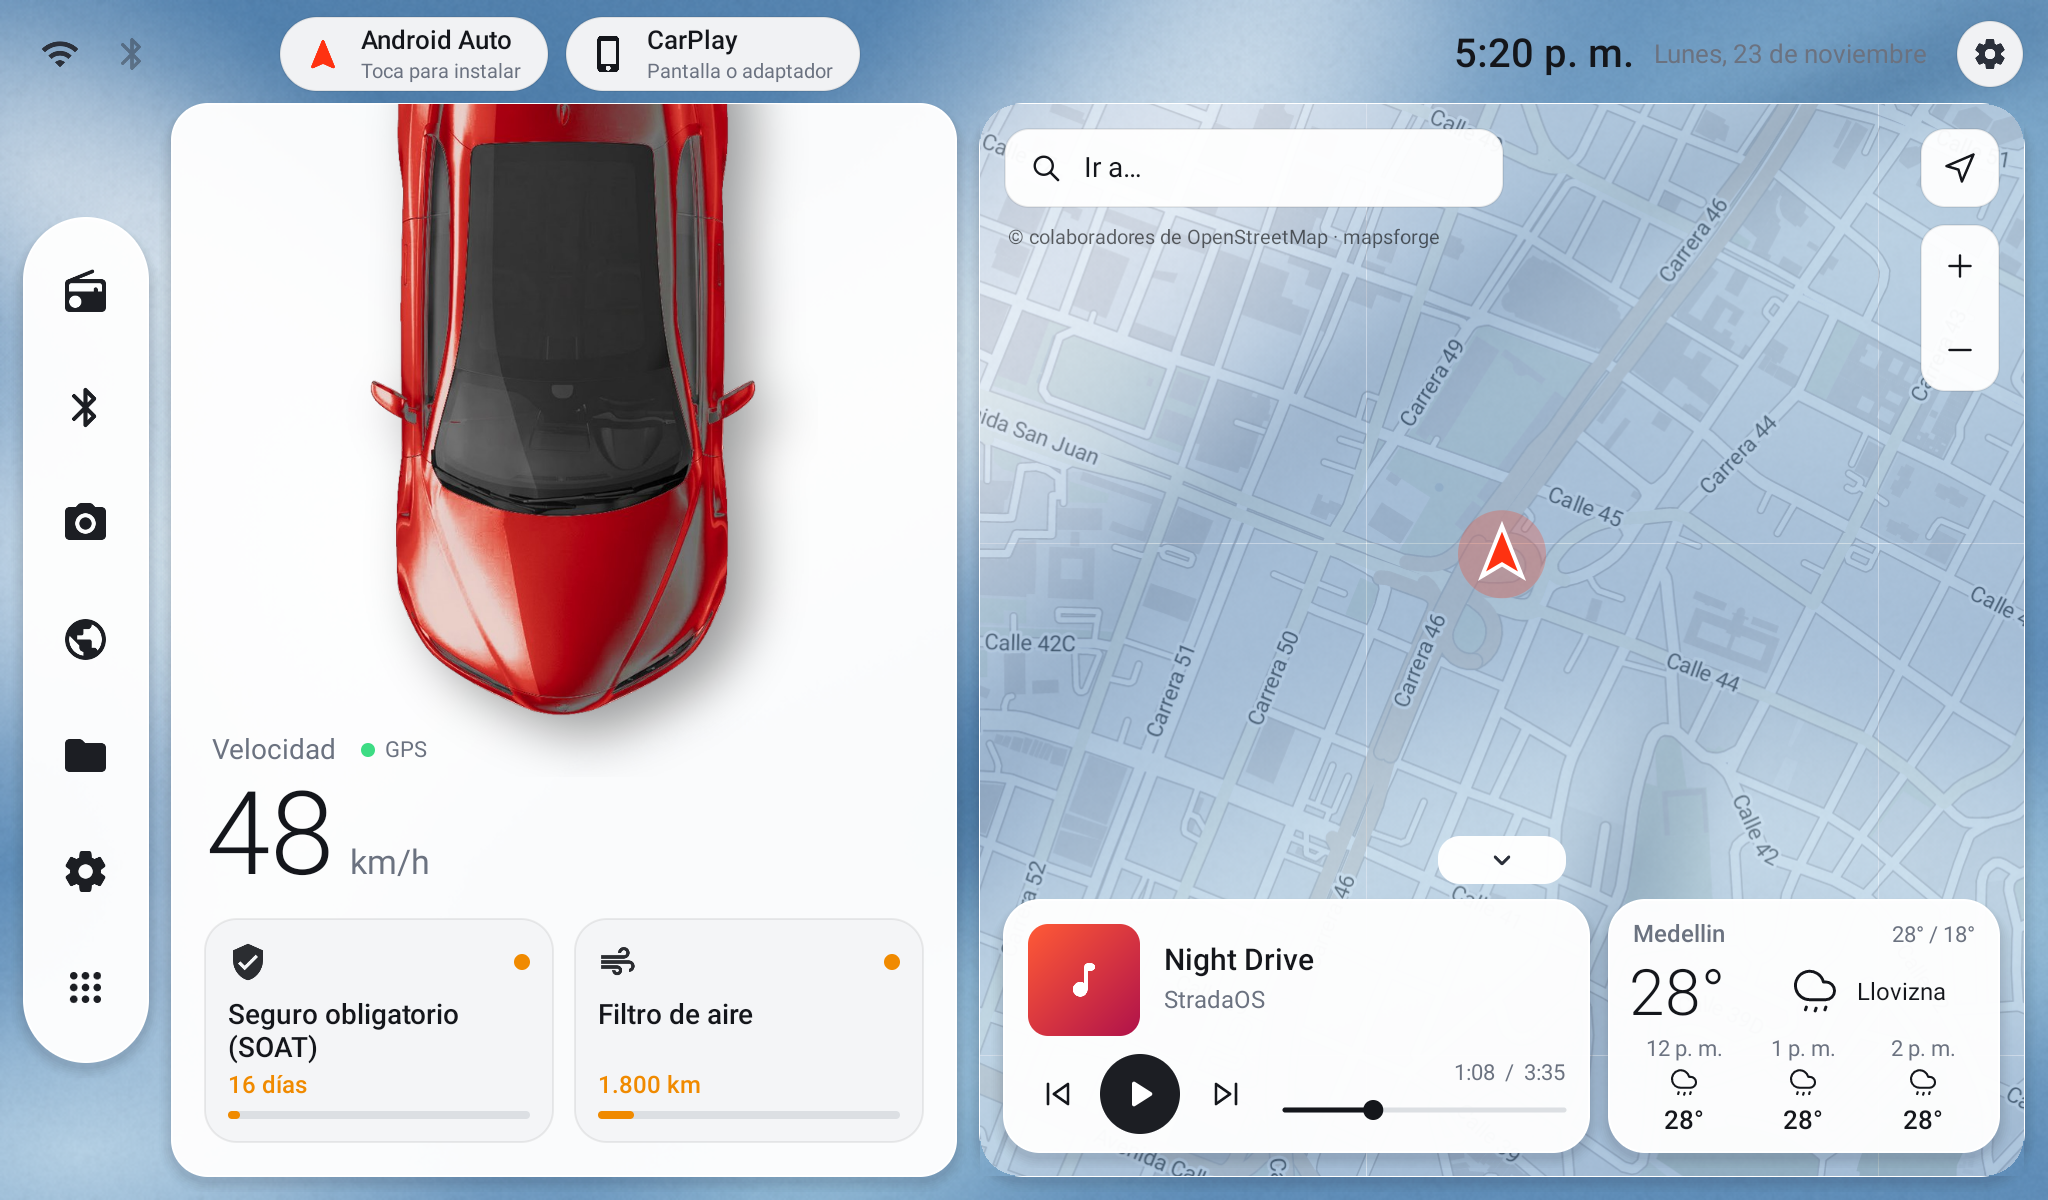 Android Auto
Toca para instalar
CarPlay
Pantalla o adaptador
5:20 p. m.
Lunes, 23 de noviembre
Velocidad
GPS
48 km/h
Seguro obligatorio
(SOAT)
16 días
Filtro de aire
1.800 km
Ir a...
© colaboradores de OpenStreetMap · mapsforge
Carrera 46
Carrera 49
ida San Juan
Carrera 44
Calle 45
Calle 42C
Carrera 51
Carrera 50
Carrera 46
Calle 44
Calle 42
a 52
46
Night Drive
StradaOS
1:08 / 3:35
Medellin
28° / 18°
28°
Llovizna
12 p. m.
1 p. m.
2 p. m.
28°
28°
28°